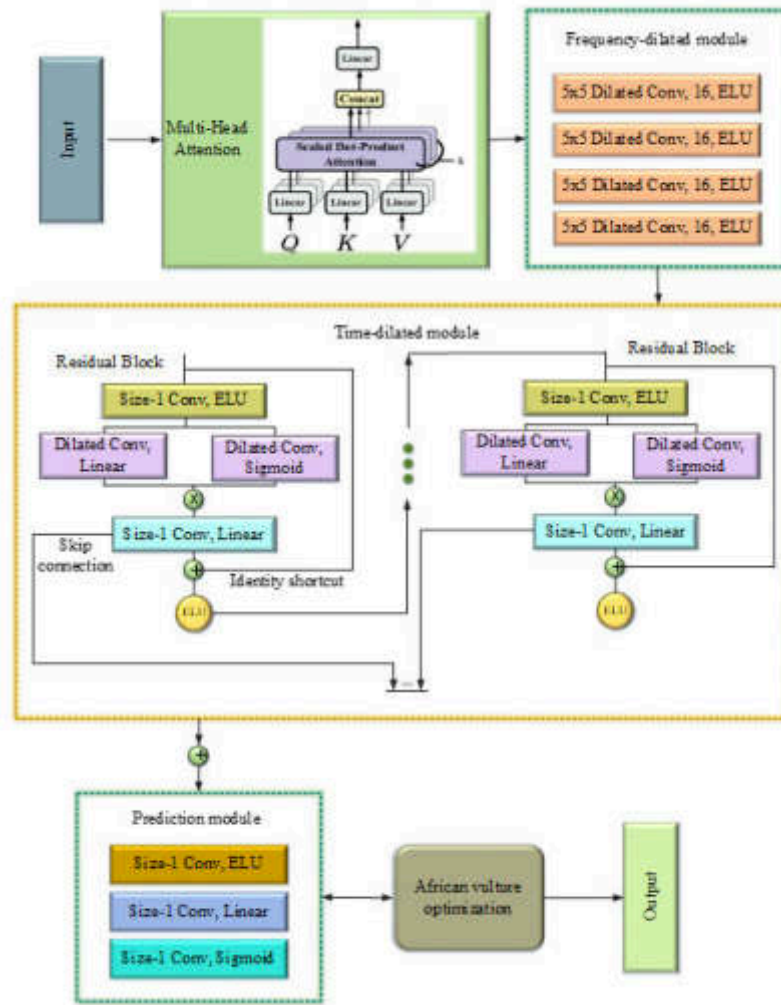 Input
Multi-Head
Attention
Linear
Concat
Scaled Dot-Product
Attention
h
Linear
Linear
Linear
Q
K
V
Frequency-dilated module
5x5 Dilated Conv, 16, ELU
5x5 Dilated Conv, 16, ELU
5x5 Dilated Conv, 16, ELU
5x5 Dilated Conv, 16, ELU
Time-dilated module
Residual Block
Size-1 Conv, ELU
Dilated Conv,
Linear
Dilated Conv,
Sigmoid
X
Size-1 Conv, Linear
Skip
connection
+
Identity shortcut
ELU
Residual Block
Size-1 Conv, ELU
Dilated Conv,
Linear
Dilated Conv,
Sigmoid
X
Size-1 Conv, Linear
+
ELU
...
+
Prediction module
Size-1 Conv, ELU
Size-1 Conv, Linear
Size-1 Conv, Sigmoid
African vulture
optimization
Output